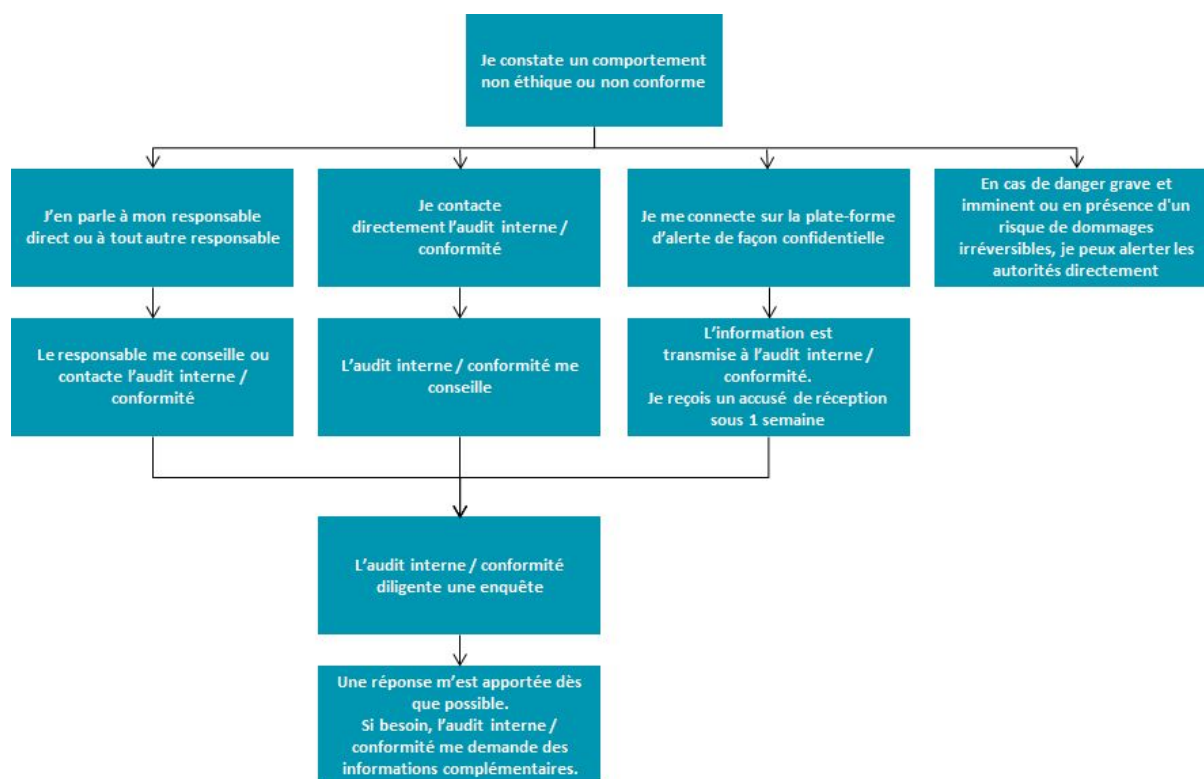 Je constate un comportement
non éthique ou non conforme
J'en parle à mon responsable
direct ou à tout autre responsable
Je contacte
directement l'audit interne /
conformité
Je me connecte sur la plate-forme
d'alerte de façon confidentielle
En cas de danger grave et
imminent ou en présence d'un
risque de dommages
irréversibles, je peux alerter les
autorités directement
Le responsable me conseille ou
contacte l'audit interne /
conformité
L'audit interne / conformité me
conseille
L'information est
transmise à l'audit interne /
conformité.
Je reçois un accusé de réception
sous 1 semaine
L'audit interne / conformité
diligente une enquête
Une réponse m'est apportée dès
que possible.
Si besoin, l'audit interne /
conformité me demande des
informations complémentaires.